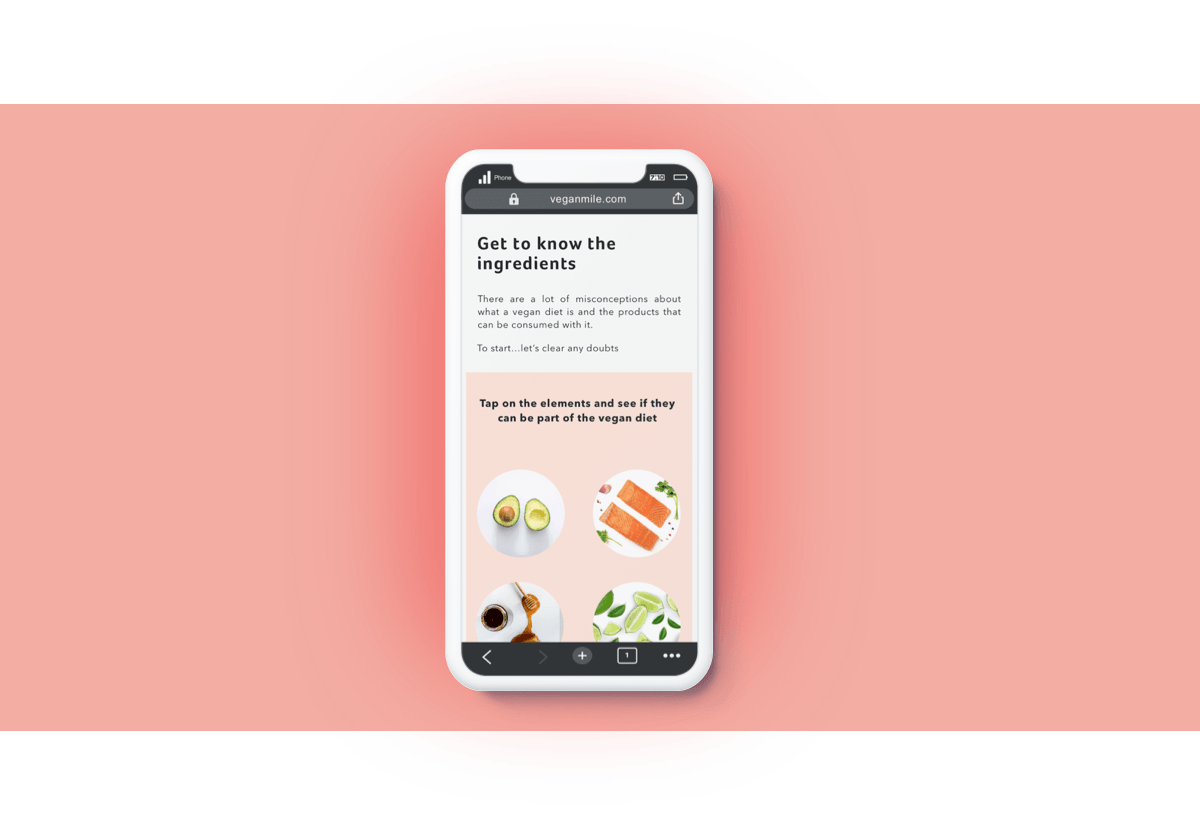 Phone 7:30
veganmile.com
Get to know the
ingredients
There are a lot of misconceptions about
what a vegan diet is and the products that
can be consumed with it.
To start...let's clear any doubts
Tap on the elements and see if they
can be part of the vegan diet
1